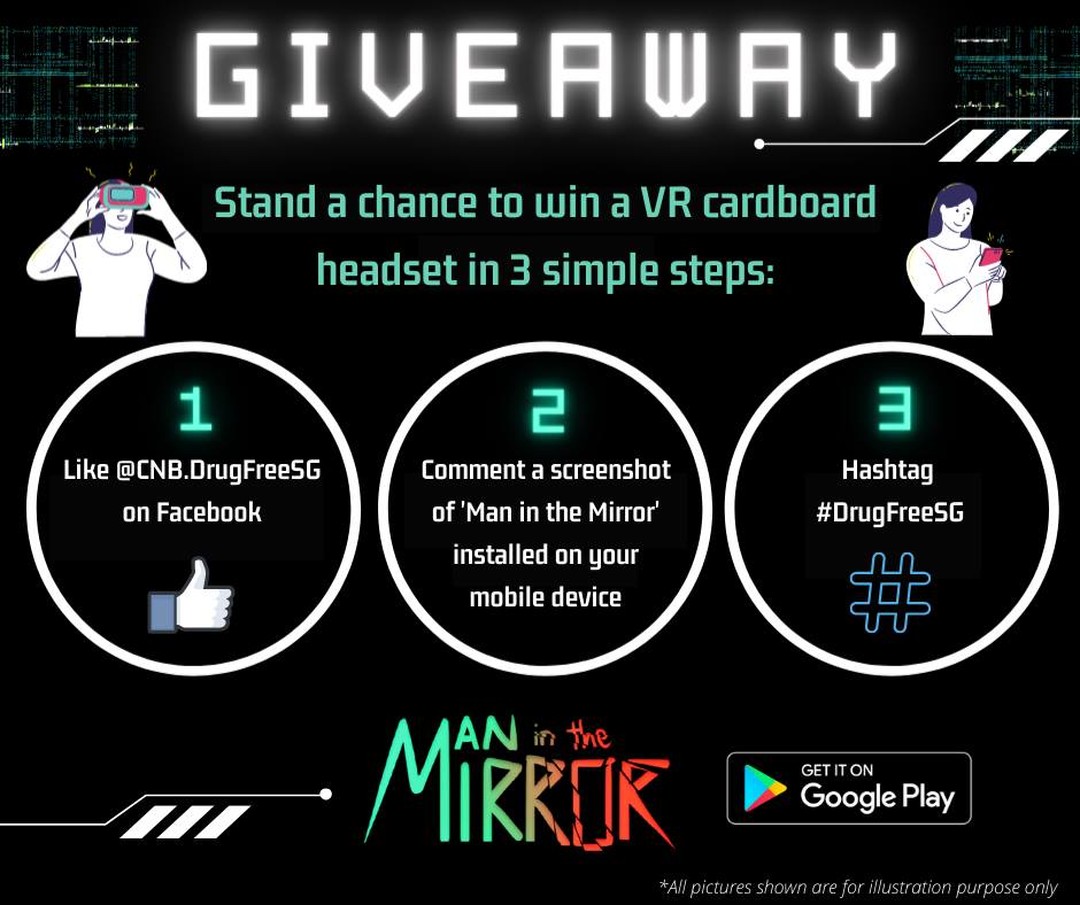 GIVEAWAY
Stand a chance to win a VR cardboard
headset in 3 simple steps:
1
Like @CNB.DrugFreeSG
on Facebook
2
Comment a screenshot
of 'Man in the Mirror'
installed on your
mobile device
3
Hashtag
#DrugFreeSG
#
MAN in the
MIRROR
GET IT ON
Google Play
*All pictures shown are for illustration purpose only